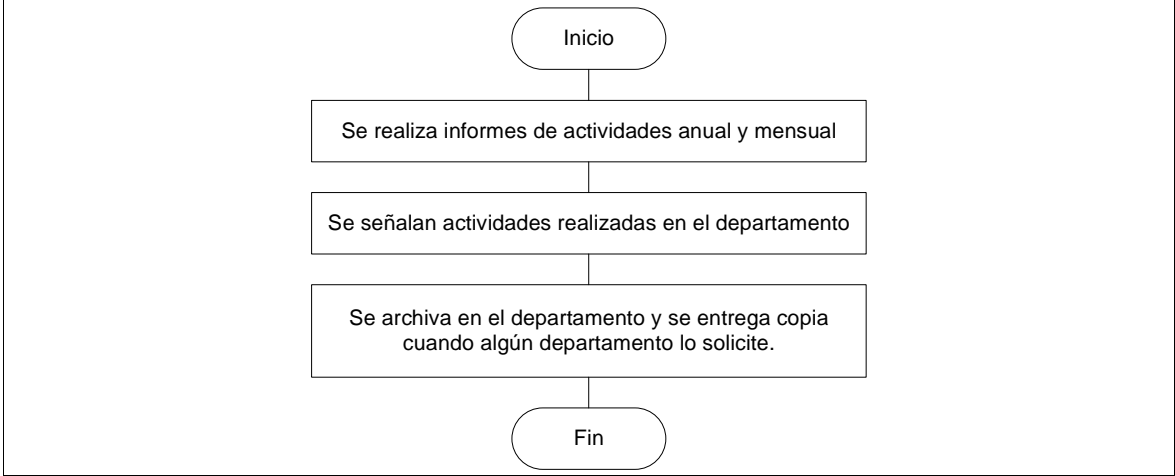 Inicio
Se realiza informes de actividades anual y mensual
Se señalan actividades realizadas en el departamento
Se archiva en el departamento y se entrega copia
cuando algún departamento lo solicite.
Fin